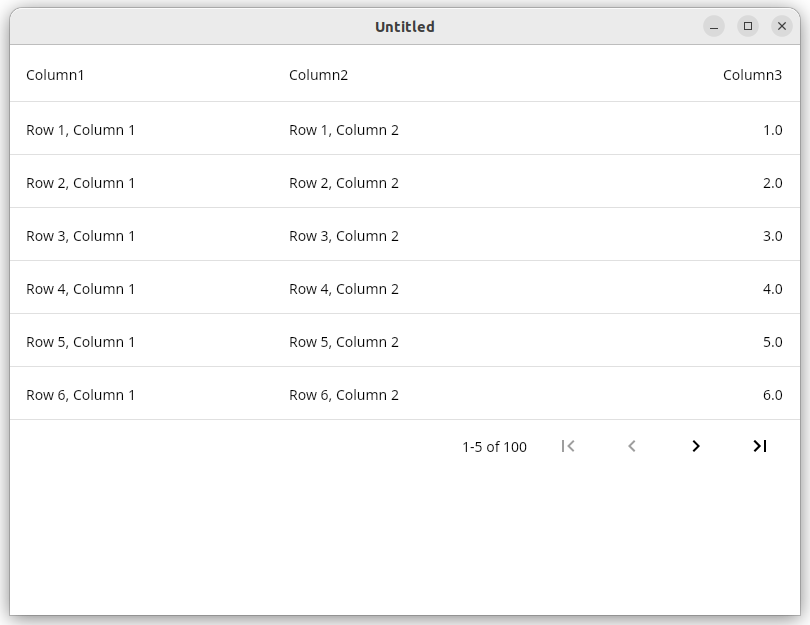 Untitled
Column1 Column2 Column3
Row 1, Column 1 Row 1, Column 2 1.0
Row 2, Column 1 Row 2, Column 2 2.0
Row 3, Column 1 Row 3, Column 2 3.0
Row 4, Column 1 Row 4, Column 2 4.0
Row 5, Column 1 Row 5, Column 2 5.0
Row 6, Column 1 Row 6, Column 2 6.0
1-5 of 100